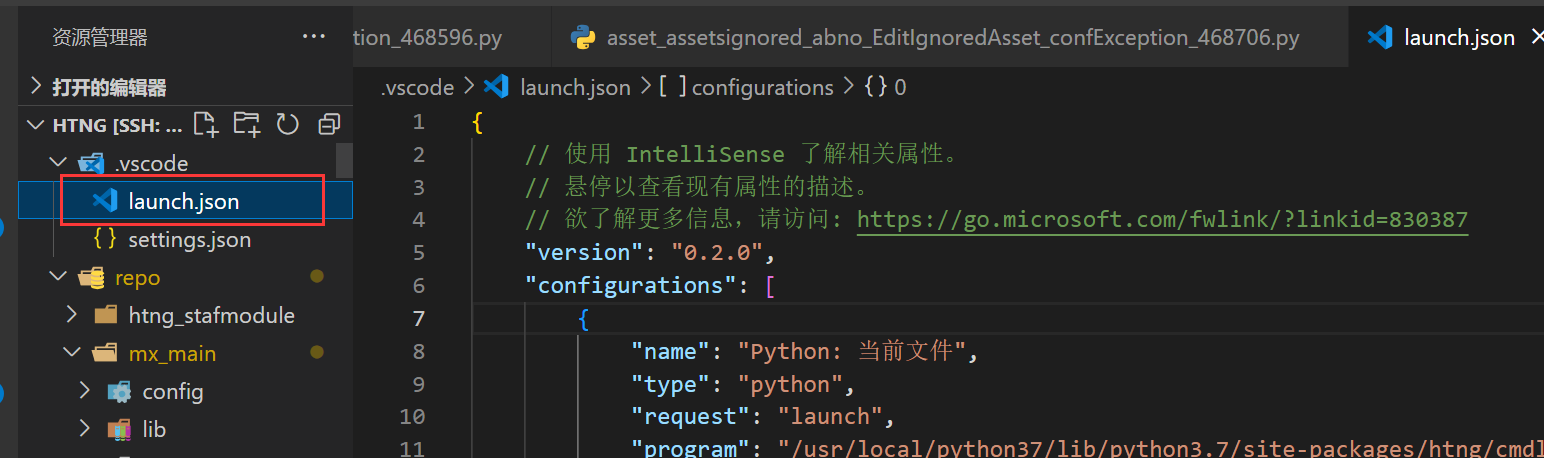 资源管理器 ···
tion_468596.py
asset_assetsignored_abno_EditIgnoredAsset_confException_468706.py
launch.json
打开的编辑器
HTNG [SSH: ...
.vscode
launch.json
settings.json
repo
htng_stafmodule
mx_main
config
lib
.vscode > launch.json > [ ] configurations > {} 0
1 {
2 // 使用 IntelliSense 了解相关属性。
3 // 悬停以查看现有属性的描述。
4 // 欲了解更多信息，请访问: https://go.microsoft.com/fwlink/?linkid=830387
5 "version": "0.2.0",
6 "configurations": [
7 {
8 "name": "Python: 当前文件",
9 "type": "python",
10 "request": "launch",
11 "program": "/usr/local/python37/lib/python3.7/site-packages/htng/cmdl